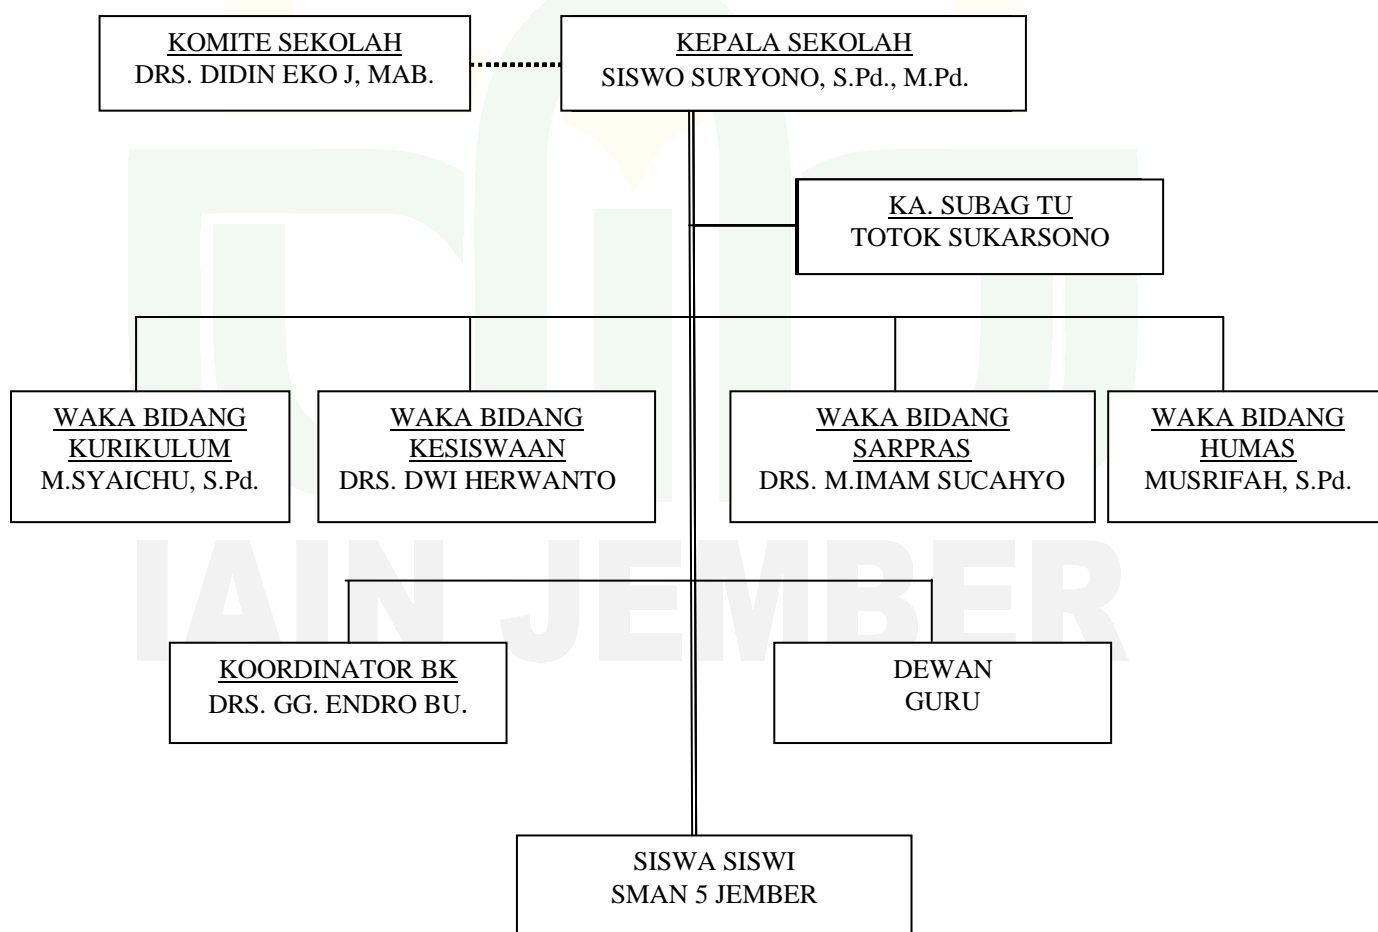 KOMITE SEKOLAH
DRS. DIDIN EKO J, MAB.
KEPALA SEKOLAH
SISWO SURYONO, S.Pd., M.Pd.
KA. SUBAG TU
TOTOK SUKARSONO
WAKA BIDANG
KURIKULUM
M.SYAICHU, S.Pd.
WAKA BIDANG
KESISWAAN
DRS. DWI HERWANTO
WAKA BIDANG
SARPRAS
DRS. M.IMAM SUCAHYO
WAKA BIDANG
HUMAS
MUSRIFAH, S.Pd.
IAIN JEMBER
KOORDINATOR BK
DRS. GG. ENDRO BU.
DEWAN
GURU
SISWA SISWI
SMAN 5 JEMBER